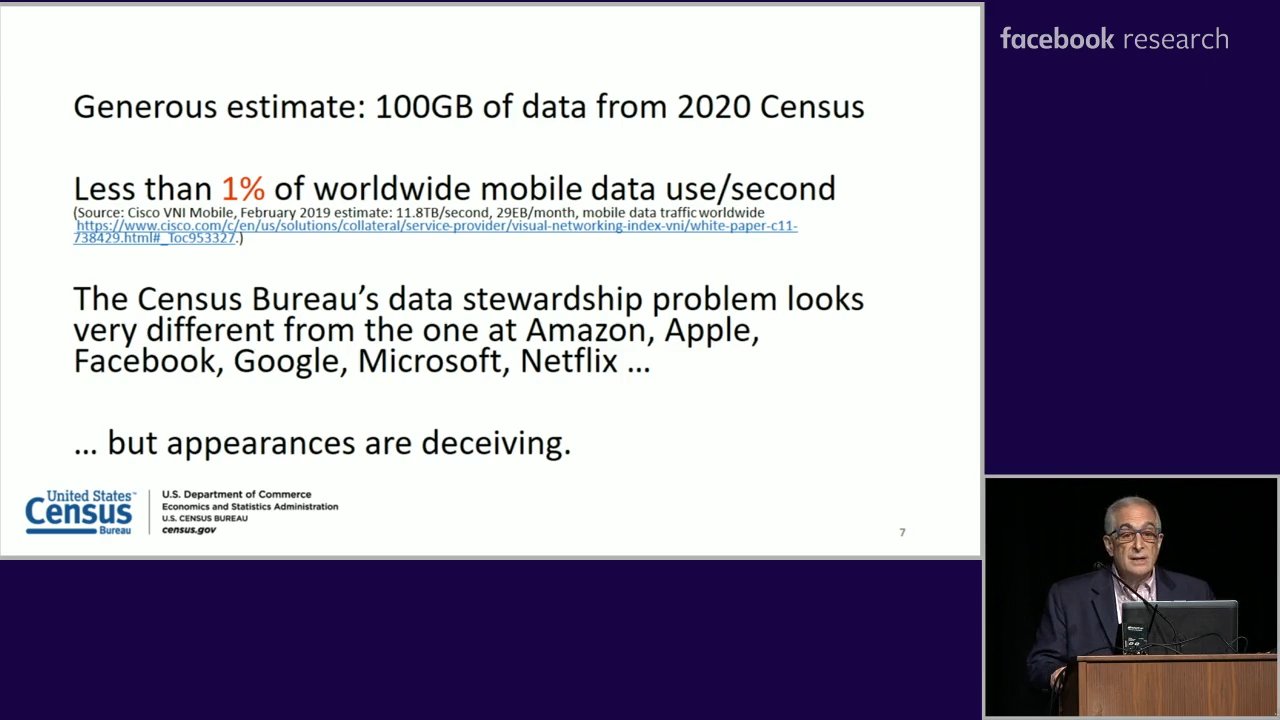 facebook research
Generous estimate: 100GB of data from 2020 Census
Less than 1% of worldwide mobile data use/second
(Source: Cisco VNI Mobile, February 2019 estimate: 11.8TB/second, 29EB/month, mobile data traffic worldwide
https://www.cisco.com/c/en/us/solutions/collateral/service-provider/visual-networking-index-vni/white-paper-c11-
738429.html#_Toc953327.)
The Census Bureau’s data stewardship problem looks
very different from the one at Amazon, Apple,
Facebook, Google, Microsoft, Netflix ...
... but appearances are deceiving.
United States™
Census
Bureau
U.S. Department of Commerce
Economics and Statistics Administration
U.S. CENSUS BUREAU
census.gov
7